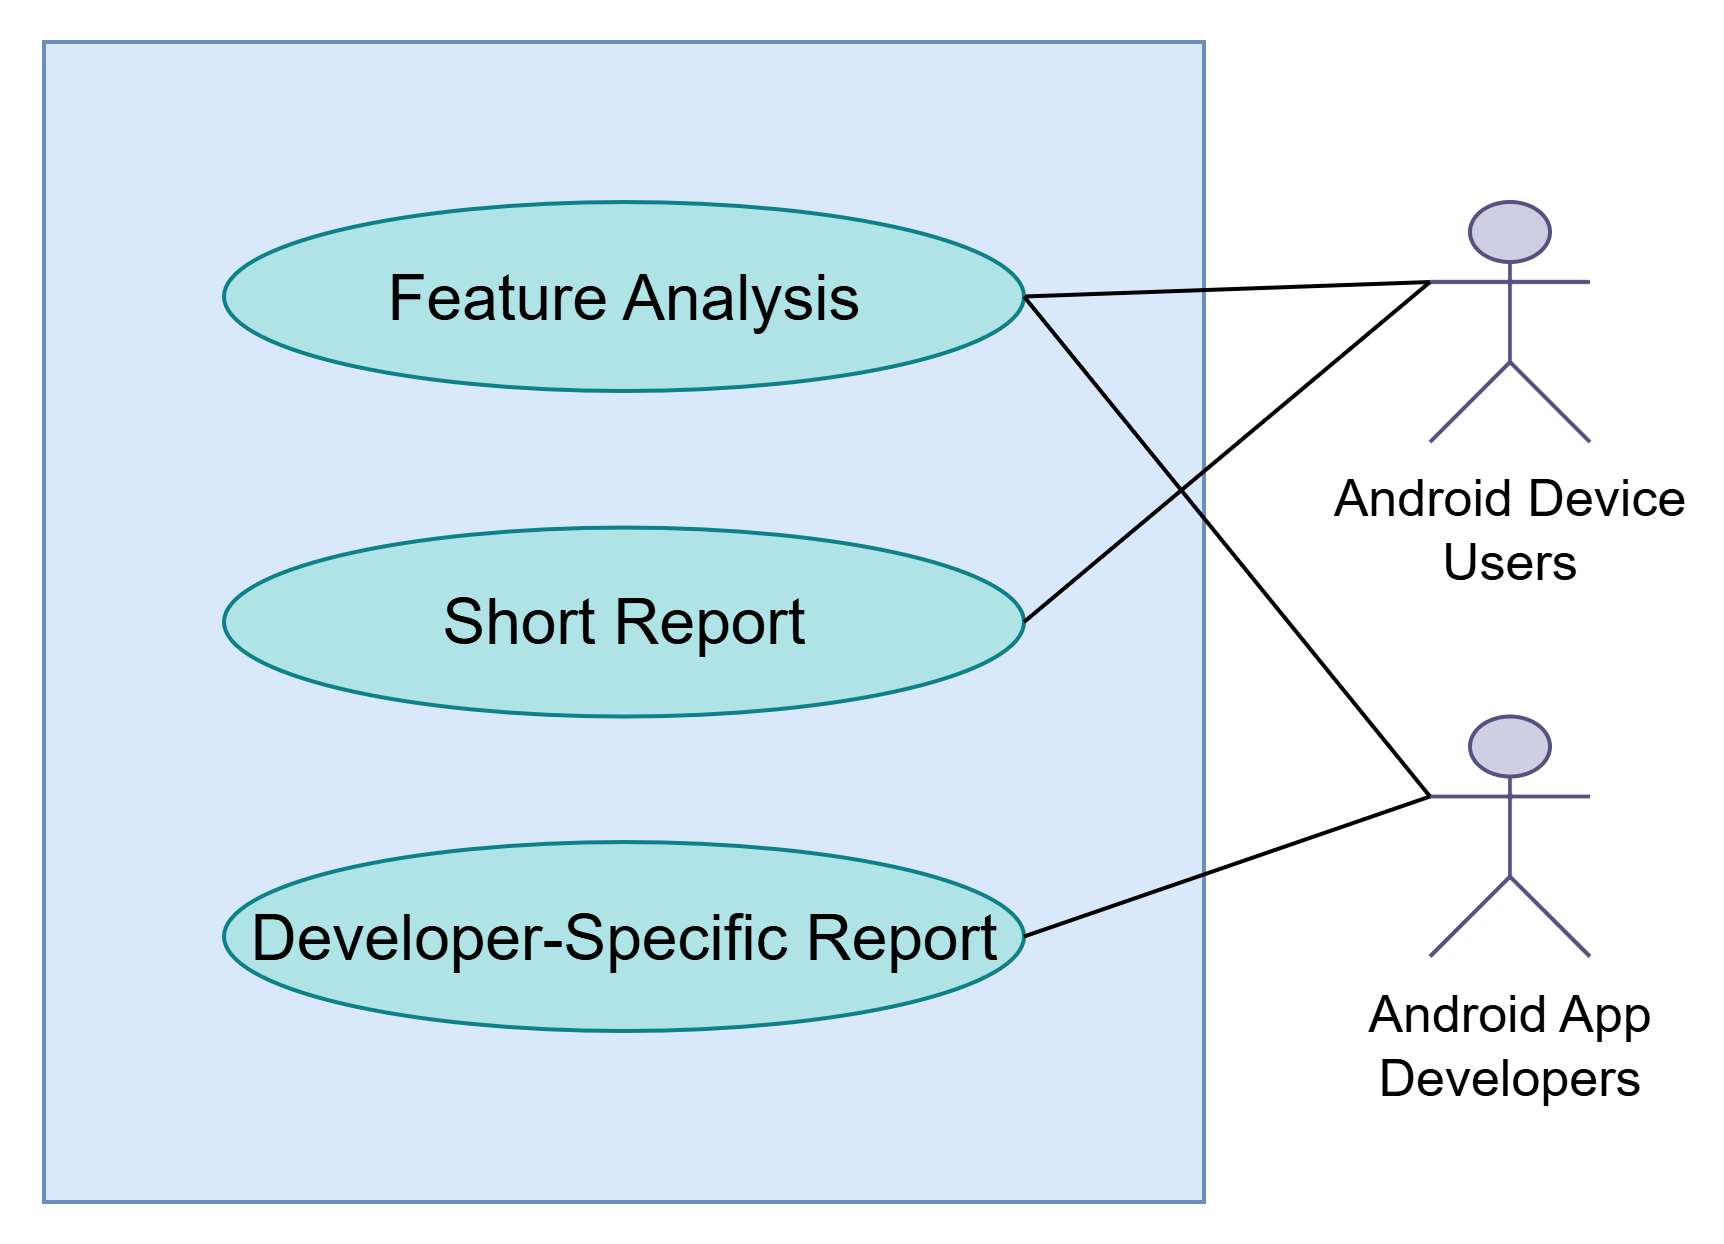 Feature Analysis
Short Report
Developer-Specific Report
Android Device
Users
Android App
Developers